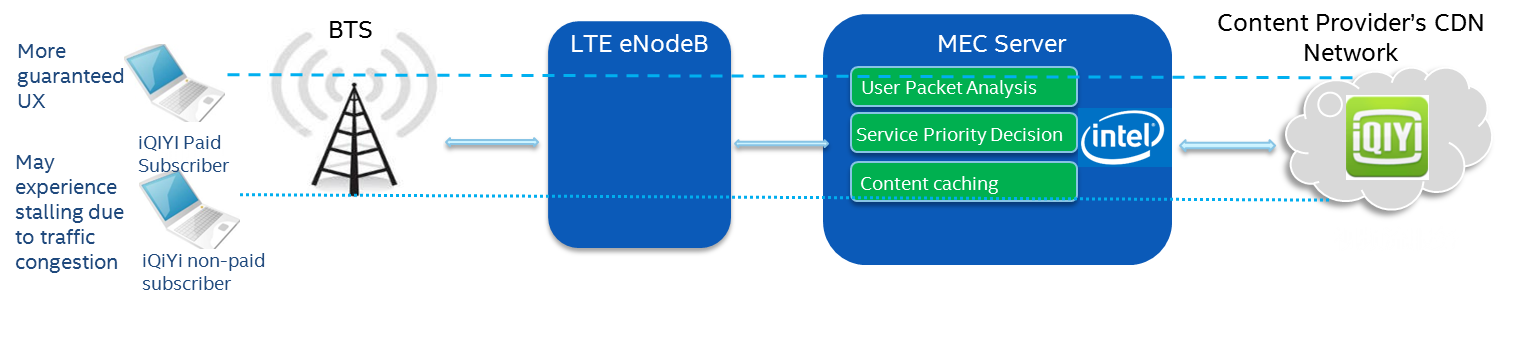 More
guaranteed
UX
iQIYI Paid
Subscriber
May
experience
stalling due
to traffic
congestion
iQiYi non-paid
subscriber
BTS
LTE eNodeB
MEC Server
User Packet Analysis
Service Priority Decision
Content caching
intel
Content Provider's CDN
Network
iQIYI